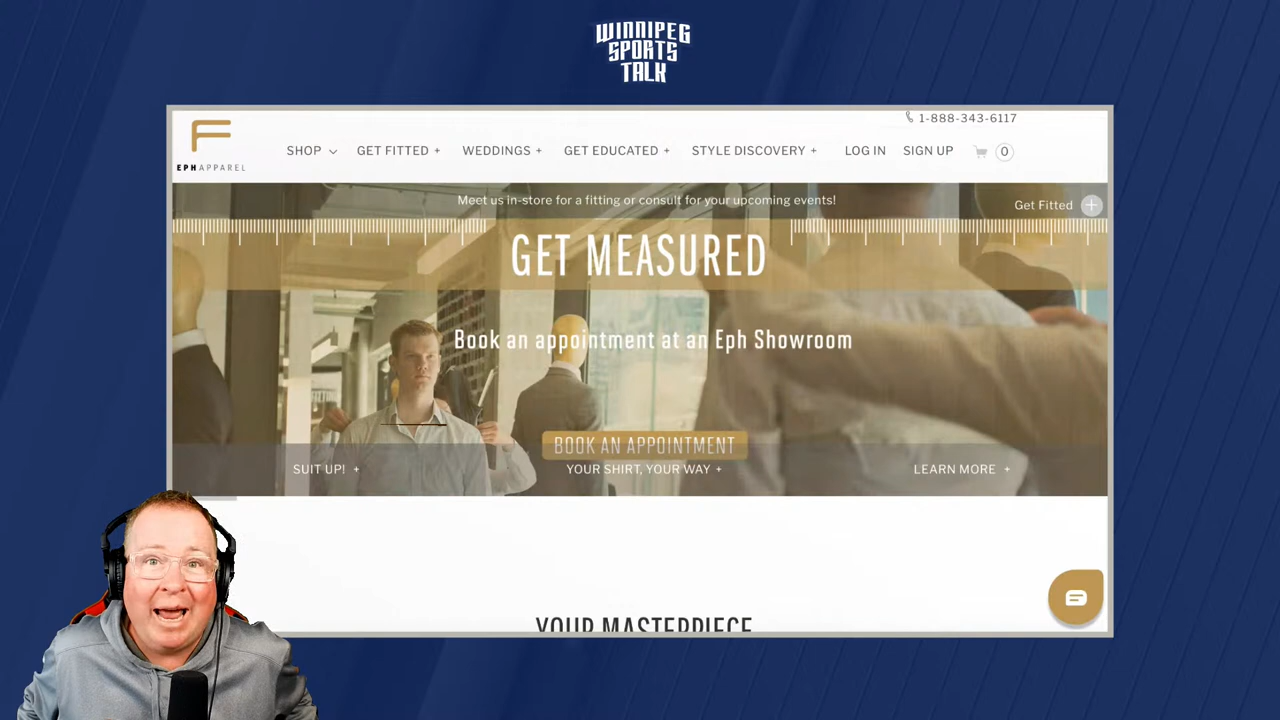 WINNIPEG
SPORTS
TALK
1-888-343-6117
EPHAPPAREL
SHOP GET FITTED + WEDDINGS + GET EDUCATED + STYLE DISCOVERY + LOG IN SIGN UP 0
Meet us in-store for a fitting or consult for your upcoming events!
Get Fitted +
GET MEASURED
Book an appointment at an Eph Showroom
BOOK AN APPOINTMENT
SUIT UP! + YOUR SHIRT, YOUR WAY + LEARN MORE +
YOUR MASTERPIECE